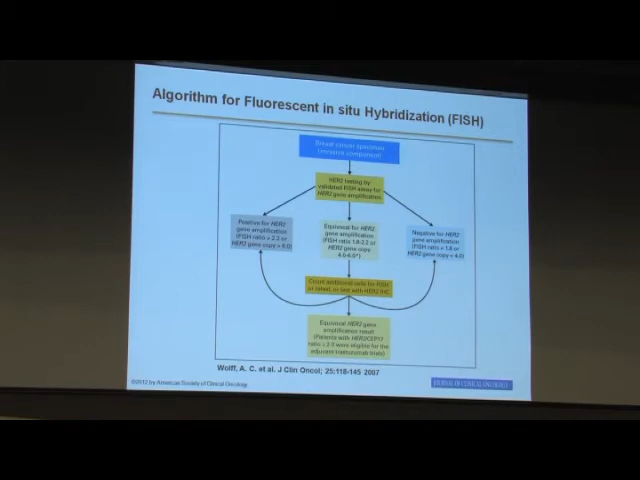 Algorithm for Fluorescent in situ Hybridization (FISH)
Breast cancer specimen
(invasive component)
HER2 testing by
validated FISH assay for
HER2 gene amplification
Positive for HER2
gene amplification
(FISH ratio > 2.2 or
HER2 gene copy > 6.0)
Equivocal for HER2
gene amplification
(FISH ratio 1.8-2.2 or
HER2 gene copy
4.0-6.0*)
Negative for HER2
gene amplification
(FISH ratio < 1.8 or
HER2 gene copy < 4.0)
Count additional cells for FISH
or retest, or test with HER2 IHC
Equivocal HER2 gene
amplification result
(Patients with HER2/CEP17
ratio ≥ 2.0 were eligible for the
adjuvant trastuzumab trials)
Wolff, A. C. et al. J Clin Oncol; 25:118-145 2007
©2012 by American Society of Clinical Oncology
JOURNAL OF CLINICAL ONCOLOGY